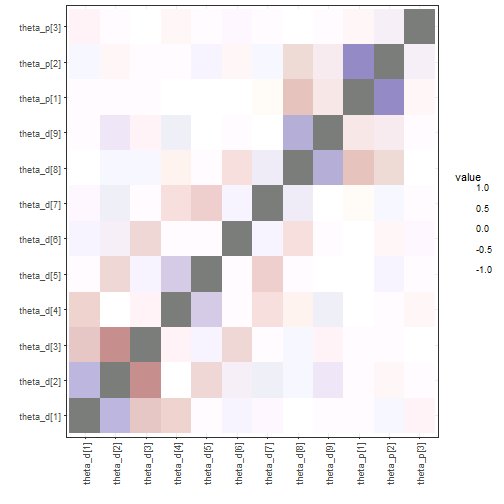 theta_p[3]
theta_p[2]
theta_p[1]
theta_d[9]
theta_d[8]
theta_d[7]
theta_d[6]
theta_d[5]
theta_d[4]
theta_d[3]
theta_d[2]
theta_d[1]
value
1.0
0.5
0.0
-0.5
-1.0
theta_d[1]
theta_d[2]
theta_d[3]
theta_d[4]
theta_d[5]
theta_d[6]
theta_d[7]
theta_d[8]
theta_d[9]
theta_p[1]
theta_p[2]
theta_p[3]